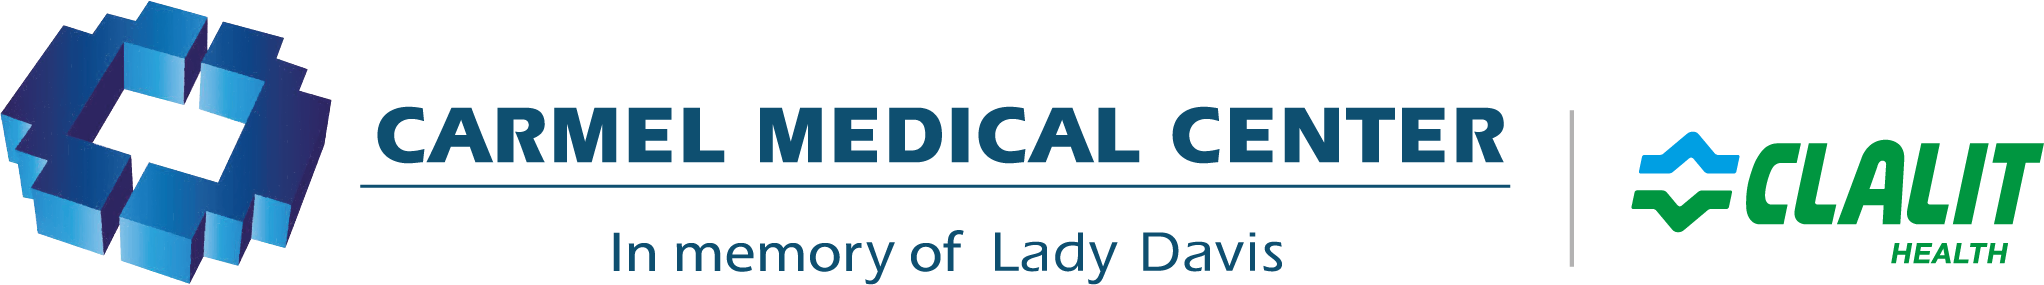 CARMEL MEDICAL CENTER
In memory of Lady Davis
CLALIT
HEALTH